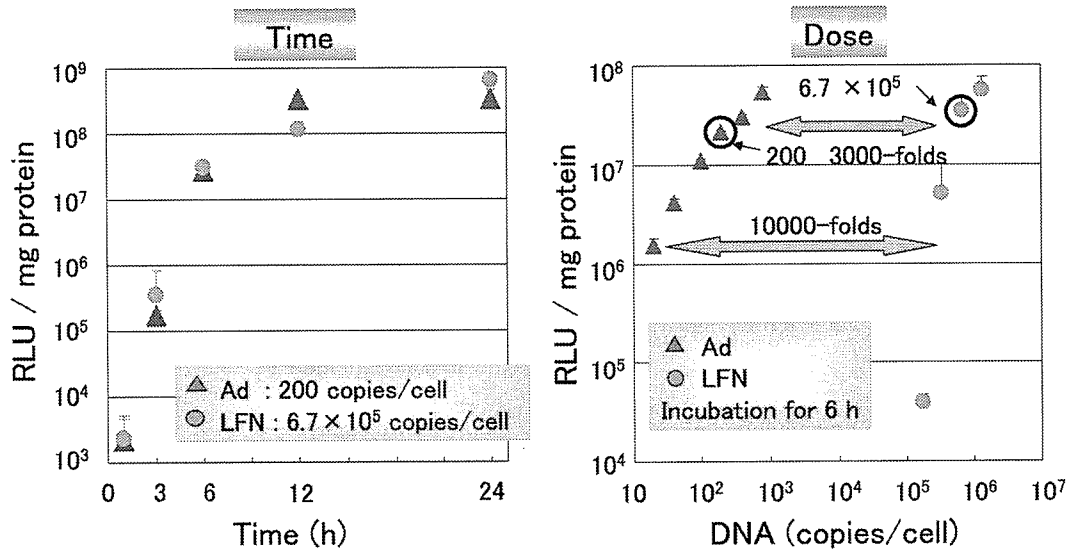 Time
RLU / mg protein
10⁹
10⁸
10⁷
10⁶
10⁵
10⁴
10³
Ad : 200 copies/cell
LFN : 6.7 × 10⁵ copies/cell
0 3 6 12 24
Time (h)
Dose
RLU / mg protein
10⁸
10⁷
10⁶
10⁵
10⁴
6.7 × 10⁵
200 3000-folds
10000-folds
Ad
LFN
Incubation for 6 h
10 10² 10³ 10⁴ 10⁵ 10⁶ 10⁷
DNA (copies/cell)